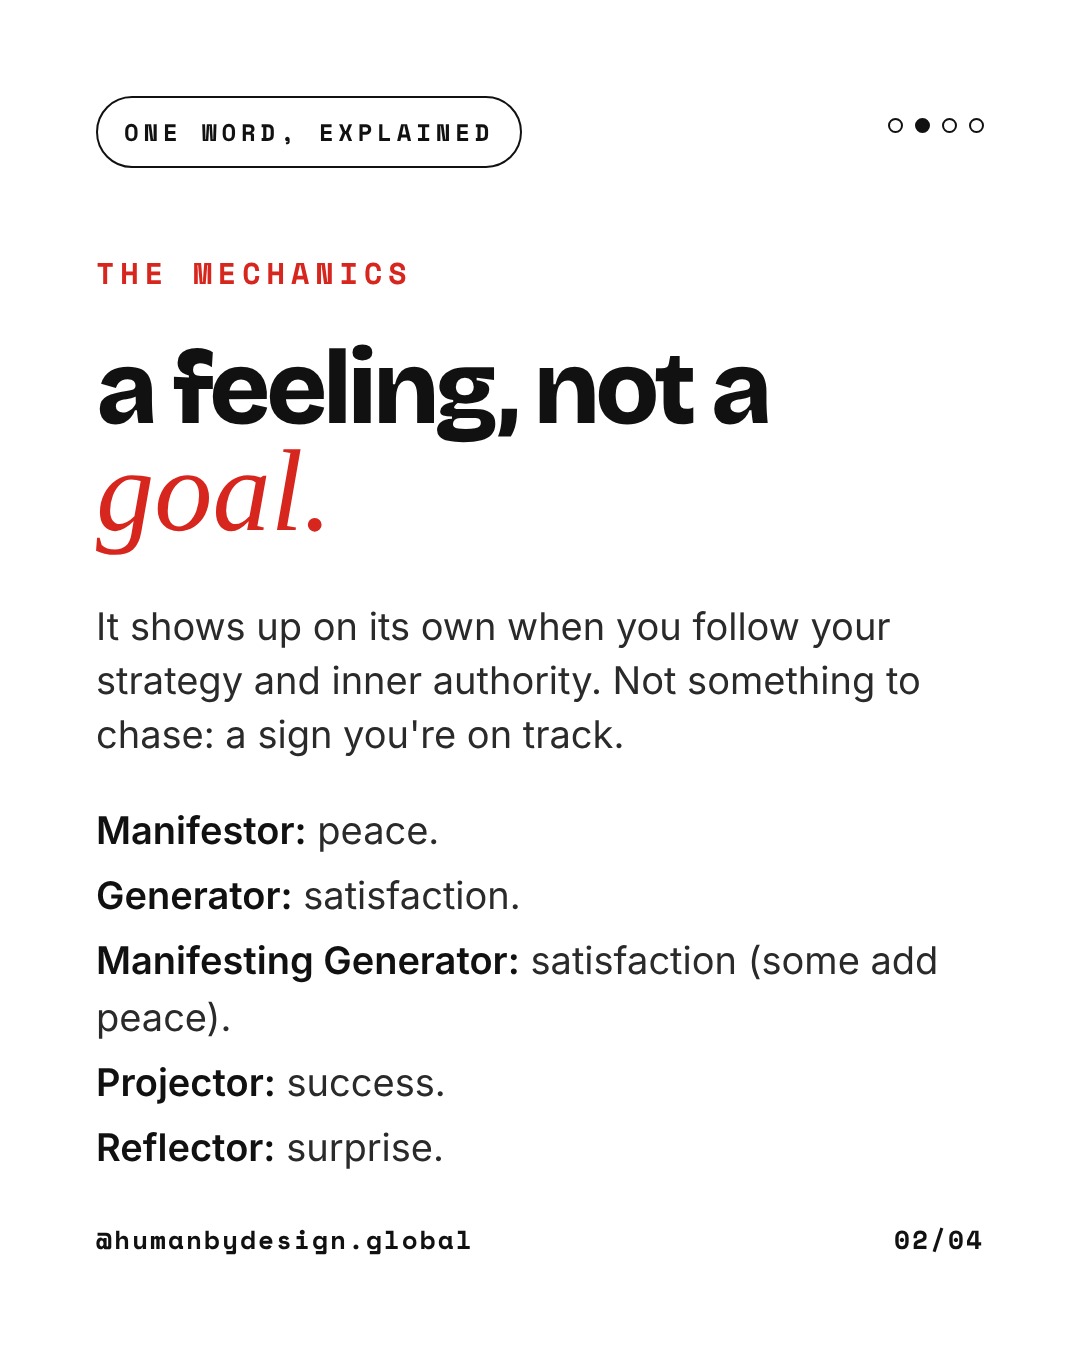 ONE WORD, EXPLAINED
THE MECHANICS
a feeling, not a
goal.
It shows up on its own when you follow your
strategy and inner authority. Not something to
chase: a sign you're on track.
Manifestor: peace.
Generator: satisfaction.
Manifesting Generator: satisfaction (some add
peace).
Projector: success.
Reflector: surprise.
@humanbydesign.global
02/04